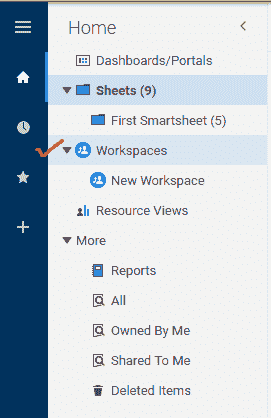 Home
Dashboards/Portals
Sheets (9)
First Smartsheet (5)
Workspaces
New Workspace
Resource Views
More
Reports
All
Owned By Me
Shared To Me
Deleted Items